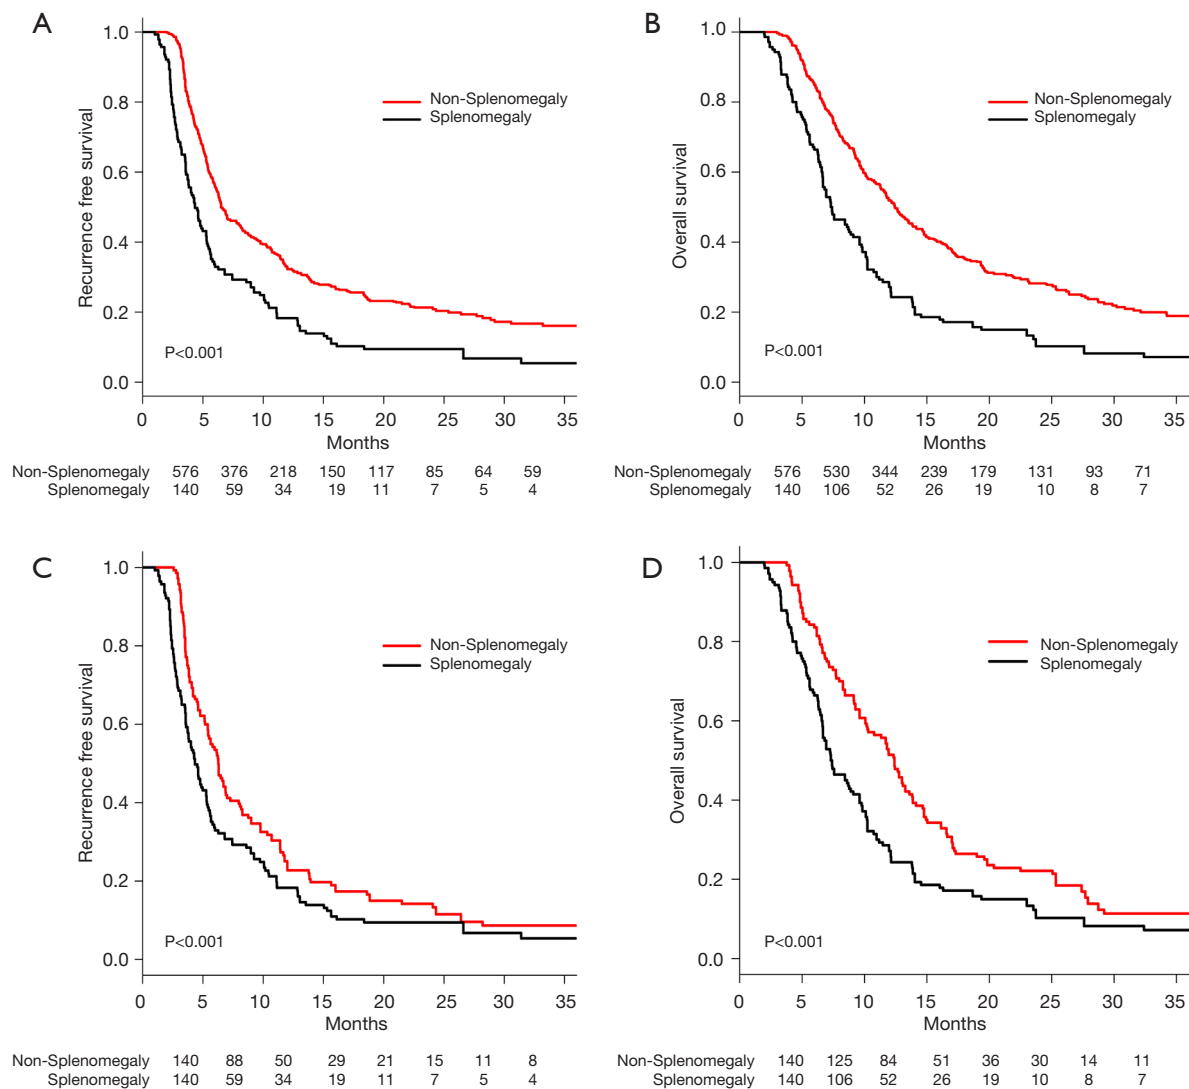 A
1.0
0.8
0.6
0.4
0.2
0.0
Recurrence free survival
Non-Splenomegaly
Splenomegaly
P<0.001
0 5 10 15 20 25 30 35
Months
Non-Splenomegaly 576 376 218 150 117 85 64 59
Splenomegaly 140 59 34 19 11 7 5 4
B
1.0
0.8
0.6
0.4
0.2
0.0
Overall survival
Non-Splenomegaly
Splenomegaly
P<0.001
0 5 10 15 20 25 30 35
Months
Non-Splenomegaly 576 530 344 239 179 131 93 71
Splenomegaly 140 106 52 26 19 10 8 7
C
1.0
0.8
0.6
0.4
0.2
0.0
Recurrence free survival
Non-Splenomegaly
Splenomegaly
P<0.001
0 5 10 15 20 25 30 35
Months
Non-Splenomegaly 140 88 50 29 21 15 11 8
Splenomegaly 140 59 34 19 11 7 5 4
D
1.0
0.8
0.6
0.4
0.2
0.0
Overall survival
Non-Splenomegaly
Splenomegaly
P<0.001
0 5 10 15 20 25 30 35
Months
Non-Splenomegaly 140 125 84 51 36 30 14 11
Splenomegaly 140 106 52 26 19 10 8 7